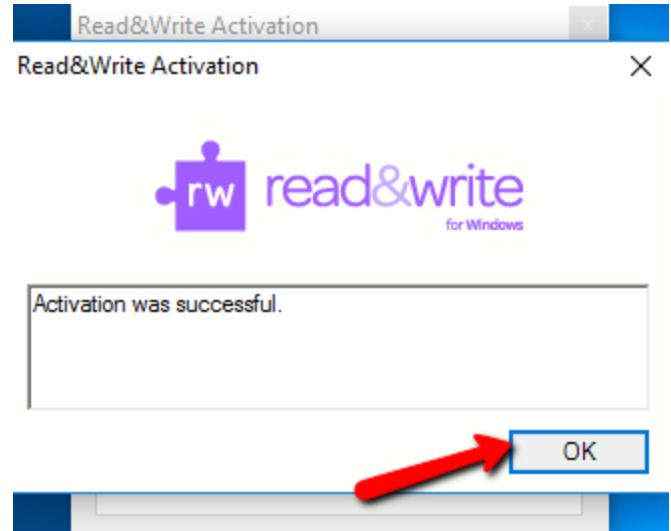 Read&Write Activation
x
Read&Write Activation
rw read&write
for Windows
Activation was successful.
OK